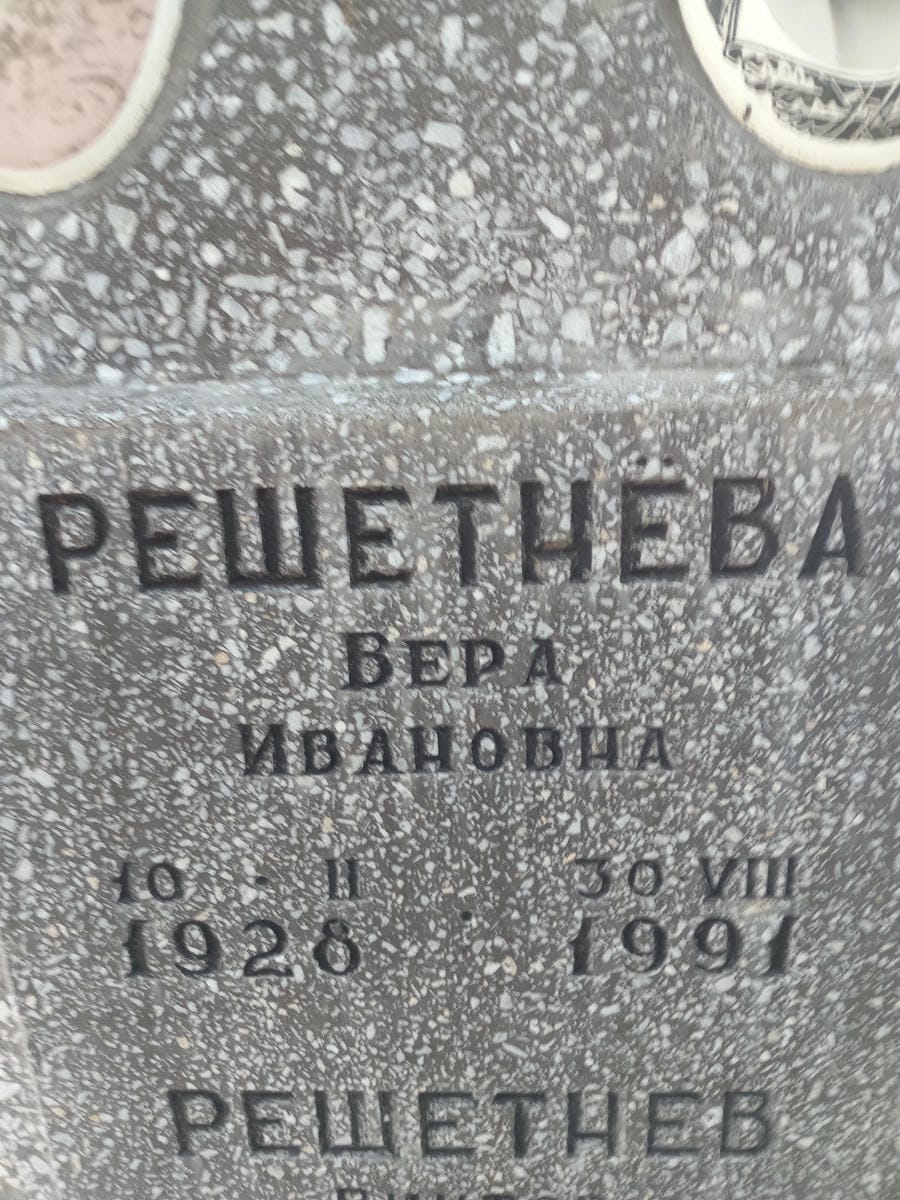 РЕШЕТНЁВА
ВЕРА
ИВАНОВНА
10 · II 30 VIII
1928 · 1991
РЕШЕТНЕВ